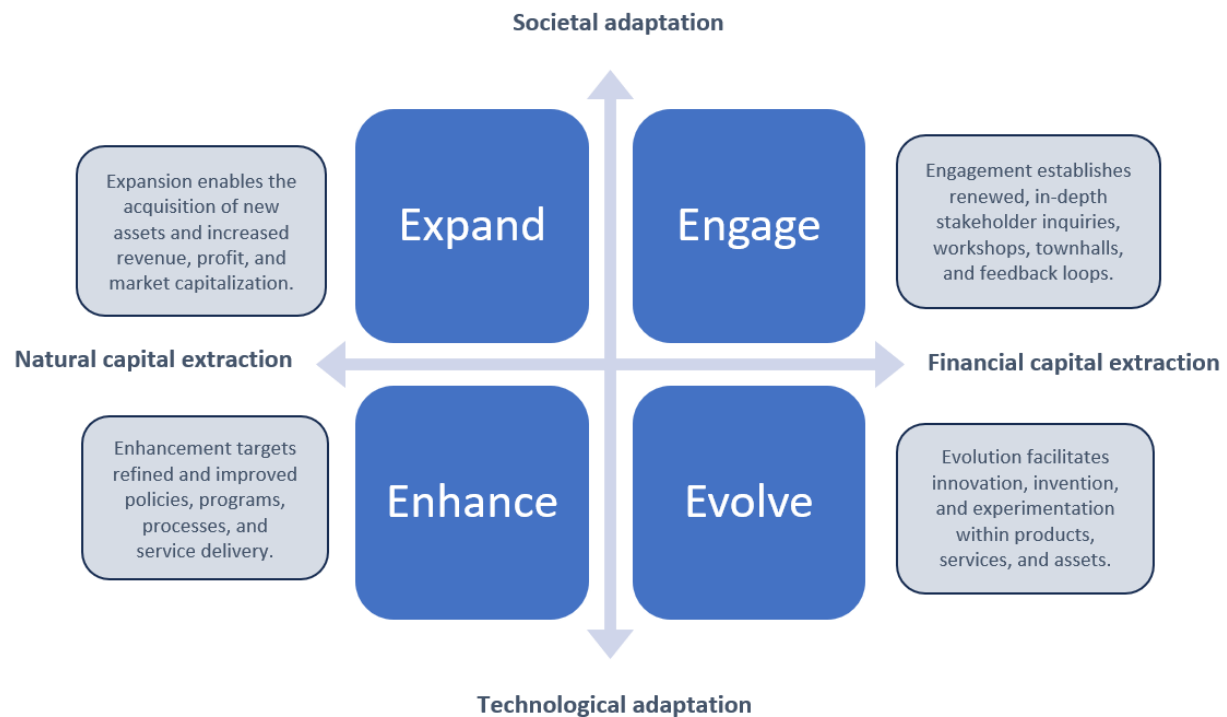 Societal adaptation
Expand
Engage
Expansion enables the
acquisition of new
assets and increased
revenue, profit, and
market capitalization.
Engagement establishes
renewed, in-depth
stakeholder inquiries,
workshops, townhalls,
and feedback loops.
Natural capital extraction
Financial capital extraction
Enhance
Evolve
Enhancement targets
refined and improved
policies, programs,
processes, and
service delivery.
Evolution facilitates
innovation, invention,
and experimentation
within products,
services, and assets.
Technological adaptation